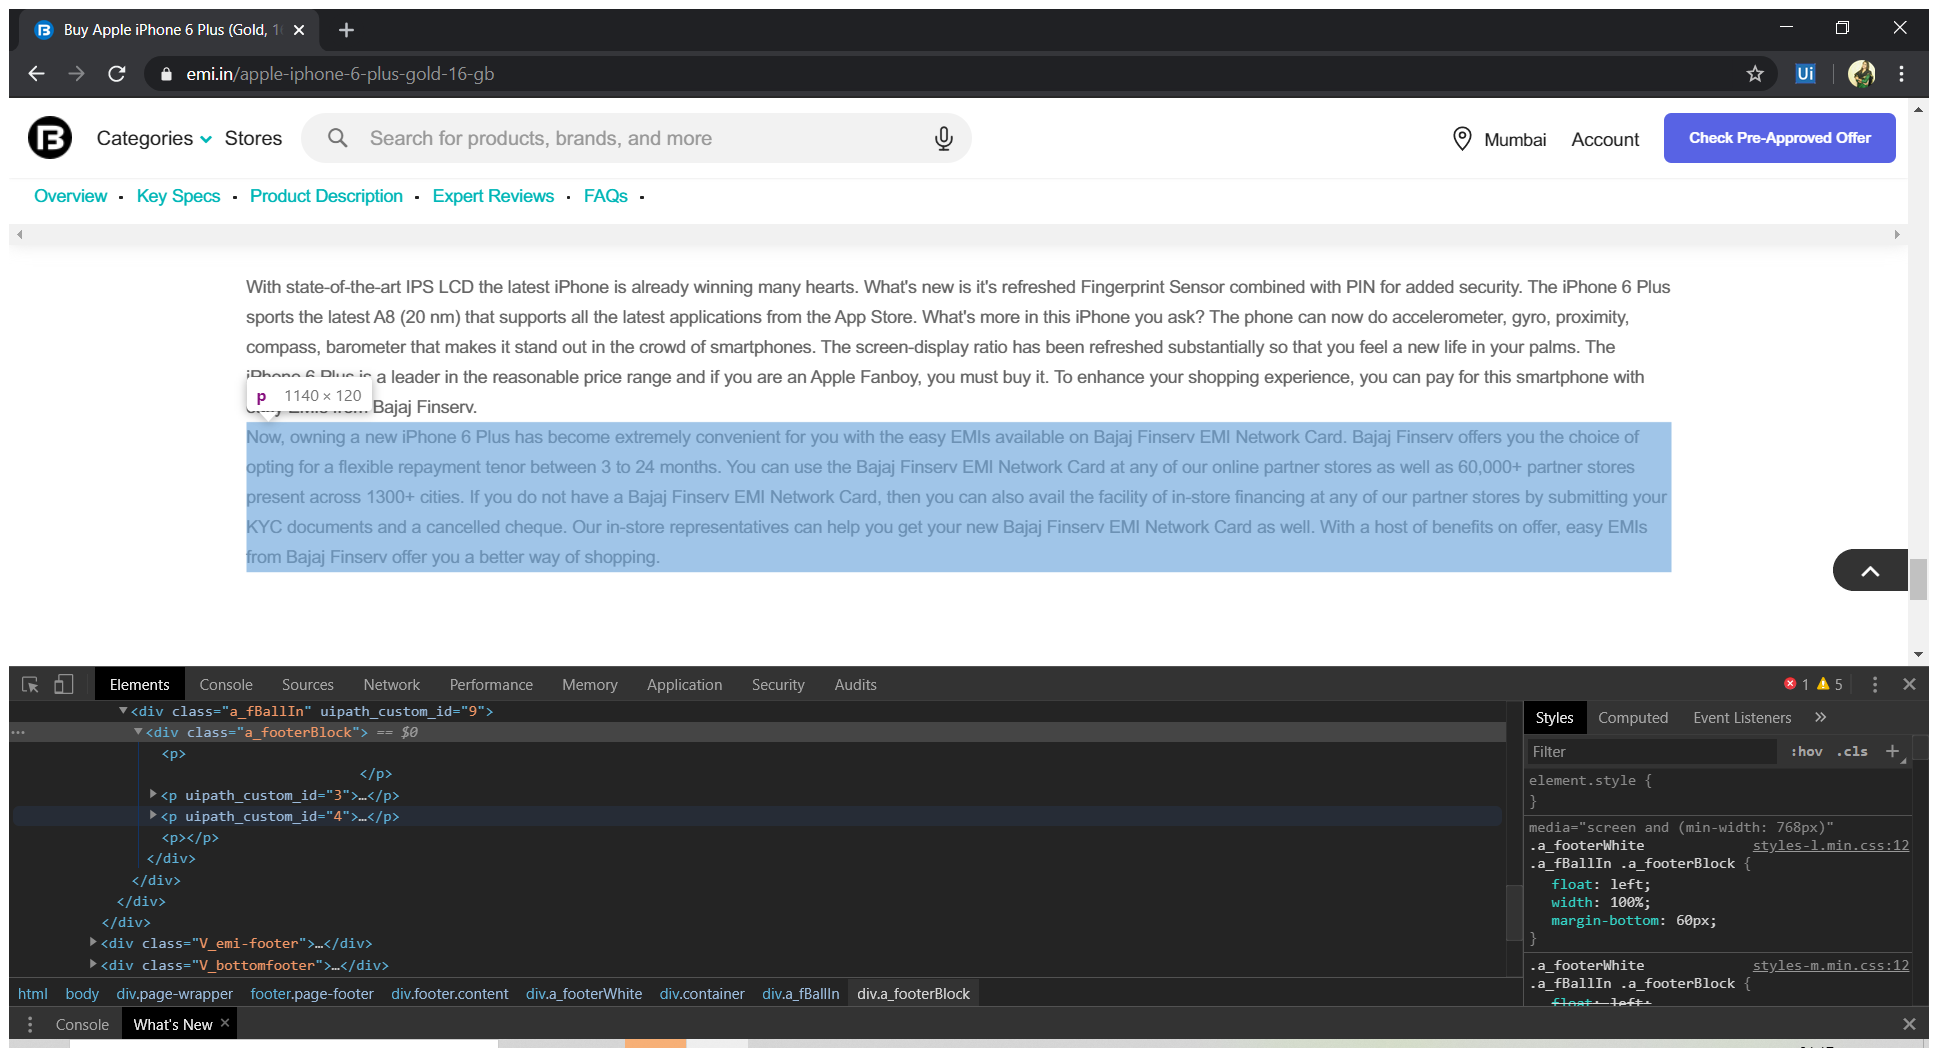 Buy Apple iPhone 6 Plus (Gold, 1
emi.in/apple-iphone-6-plus-gold-16-gb
Ui
Categories Stores
Search for products, brands, and more
Mumbai Account Check Pre-Approved Offer
Overview · Key Specs · Product Description · Expert Reviews · FAQs ·
With state-of-the-art IPS LCD the latest iPhone is already winning many hearts. What's new is it's refreshed Fingerprint Sensor combined with PIN for added security. The iPhone 6 Plus
sports the latest A8 (20 nm) that supports all the latest applications from the App Store. What's more in this iPhone you ask? The phone can now do accelerometer, gyro, proximity,
compass, barometer that makes it stand out in the crowd of smartphones. The screen-display ratio has been refreshed substantially so that you feel a new life in your palms. The
iPhone 6 Plus is a leader in the reasonable price range and if you are an Apple Fanboy, you must buy it. To enhance your shopping experience, you can pay for this smartphone with
p 1140 × 120
easy EMIs from Bajaj Finserv.
Now, owning a new iPhone 6 Plus has become extremely convenient for you with the easy EMIs available on Bajaj Finserv EMI Network Card. Bajaj Finserv offers you the choice of
opting for a flexible repayment tenor between 3 to 24 months. You can use the Bajaj Finserv EMI Network Card at any of our online partner stores as well as 60,000+ partner stores
present across 1300+ cities. If you do not have a Bajaj Finserv EMI Network Card, then you can also avail the facility of in-store financing at any of our partner stores by submitting your
KYC documents and a cancelled cheque. Our in-store representatives can help you get your new Bajaj Finserv EMI Network Card as well. With a host of benefits on offer, easy EMIs
from Bajaj Finserv offer you a better way of shopping.
Elements Console Sources Network Performance Memory Application Security Audits 1 5
<div class="a_fBallIn" uipath_custom_id="9">
<div class="a_footerBlock"> == $0
<p>
</p>
<p uipath_custom_id="3">…</p>
<p uipath_custom_id="4">…</p>
<p></p>
</div>
</div>
</div>
</div>
<div class="V_emi-footer">…</div>
<div class="V_bottomfooter">…</div>
html body div.page-wrapper footer.page-footer div.footer.content div.a_footerWhite div.container div.a_fBallIn div.a_footerBlock
Styles Computed Event Listeners »
Filter :hov .cls +
element.style {
}
media="screen and (min-width: 768px)"
.a_footerWhite styles-l.min.css:12
.a_fBallIn .a_footerBlock {
float: left;
width: 100%;
margin-bottom: 60px;
}
.a_footerWhite styles-m.min.css:12
.a_fBallIn .a_footerBlock {
float: left;
Console What's New